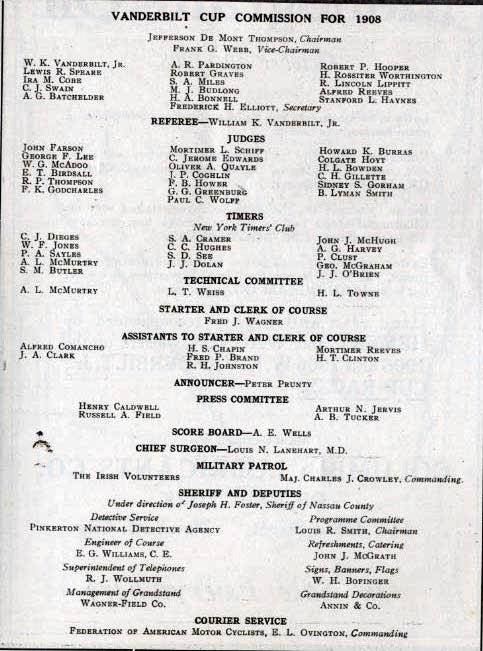 VANDERBILT CUP COMMISSION FOR 1908
JEFFERSON DE MONT THOMPSON, Chairman
FRANK G. WEBB, Vice-Chairman
W. K. VANDERBILT, JR.
LEWIS R. SPEARE
IRA M. COBE
C. J. SWAIN
A. G. BATCHELDER
A. R. PARDINGTON
ROBERT GRAVES
S. A. MILES
M. J. BUDLONG
H. A. BONNELL
FREDERICK H. ELLIOTT, Secretary
ROBERT P. HOOPER
H. ROSSITER WORTHINGTON
R. LINCOLN LIPPITT
ALFRED REEVES
STANFORD L. HAYNES
REFEREE—WILLIAM K. VANDERBILT, JR.
JUDGES
JOHN FARSON
GEORGE F. LEE
W. G. MCADOO
E. T. BIRDSALL
R. P. THOMPSON
F. K. GODCHARLES
MORTIMER L. SCHIFF
C. JEROME EDWARDS
OLIVER A. QUAYLE
J. P. COGHLIN
F. B. HOWER
G. G. GREENBURG
PAUL C. WOLFF
HOWARD K. BURRAS
COLGATE HOYT
H. L. BOWDEN
C. H. GILLETTE
SIDNEY S. GORHAM
B. LYMAN SMITH
TIMERS
New York Timers' Club
C. J. DIEGES
W. F. JONES
P. A. SAYLES
A. L. MCMURTRY
S. M. BUTLER
S. A. CRAMER
C. C. HUGHES
S. D. SEE
J. J. DOLAN
JOHN J. MCHUGH
A. G. HARVEY
P. CLUST
GEO. MCGRAHAM
J. J. O'BRIEN
TECHNICAL COMMITTEE
A. L. MCMURTRY
L. T. WEISS
H. L. TOWNE
STARTER AND CLERK OF COURSE
FRED J. WAGNER
ASSISTANTS TO STARTER AND CLERK OF COURSE
ALFRED COMANCHO
J. A. CLARK
H. S. CHAPIN
FRED P. BRAND
R. H. JOHNSTON
MORTIMER REEVES
H. T. CLINTON
ANNOUNCER—PETER PRUNTY
PRESS COMMITTEE
HENRY CALDWELL
RUSSELL A. FIELD
ARTHUR N. JERVIS
A. B. TUCKER
SCORE BOARD—A. E. WELLS
CHIEF SURGEON—LOUIS N. LANEHART, M.D.
MILITARY PATROL
THE IRISH VOLUNTEERS
MAJ. CHARLES J. CROWLEY, Commanding.
SHERIFF AND DEPUTIES
Under direction of Joseph H. Foster, Sheriff of Nassau County
Detective Service
PINKERTON NATIONAL DETECTIVE AGENCY
Engineer of Course
E. G. WILLIAMS, C. E.
Superintendent of Telephones
R. J. WOLLMUTH
Management of Grandstand
WAGNER-FIELD CO.
Programme Committee
LOUIS R. SMITH, Chairman
Refreshments, Catering
JOHN J. MCGRATH
Signs, Banners, Flags
W. H. BOFINGER
Grandstand Decorations
ANNIN & CO.
COURIER SERVICE
FEDERATION OF AMERICAN MOTOR CYCLISTS, E. L. OVINGTON, Commanding